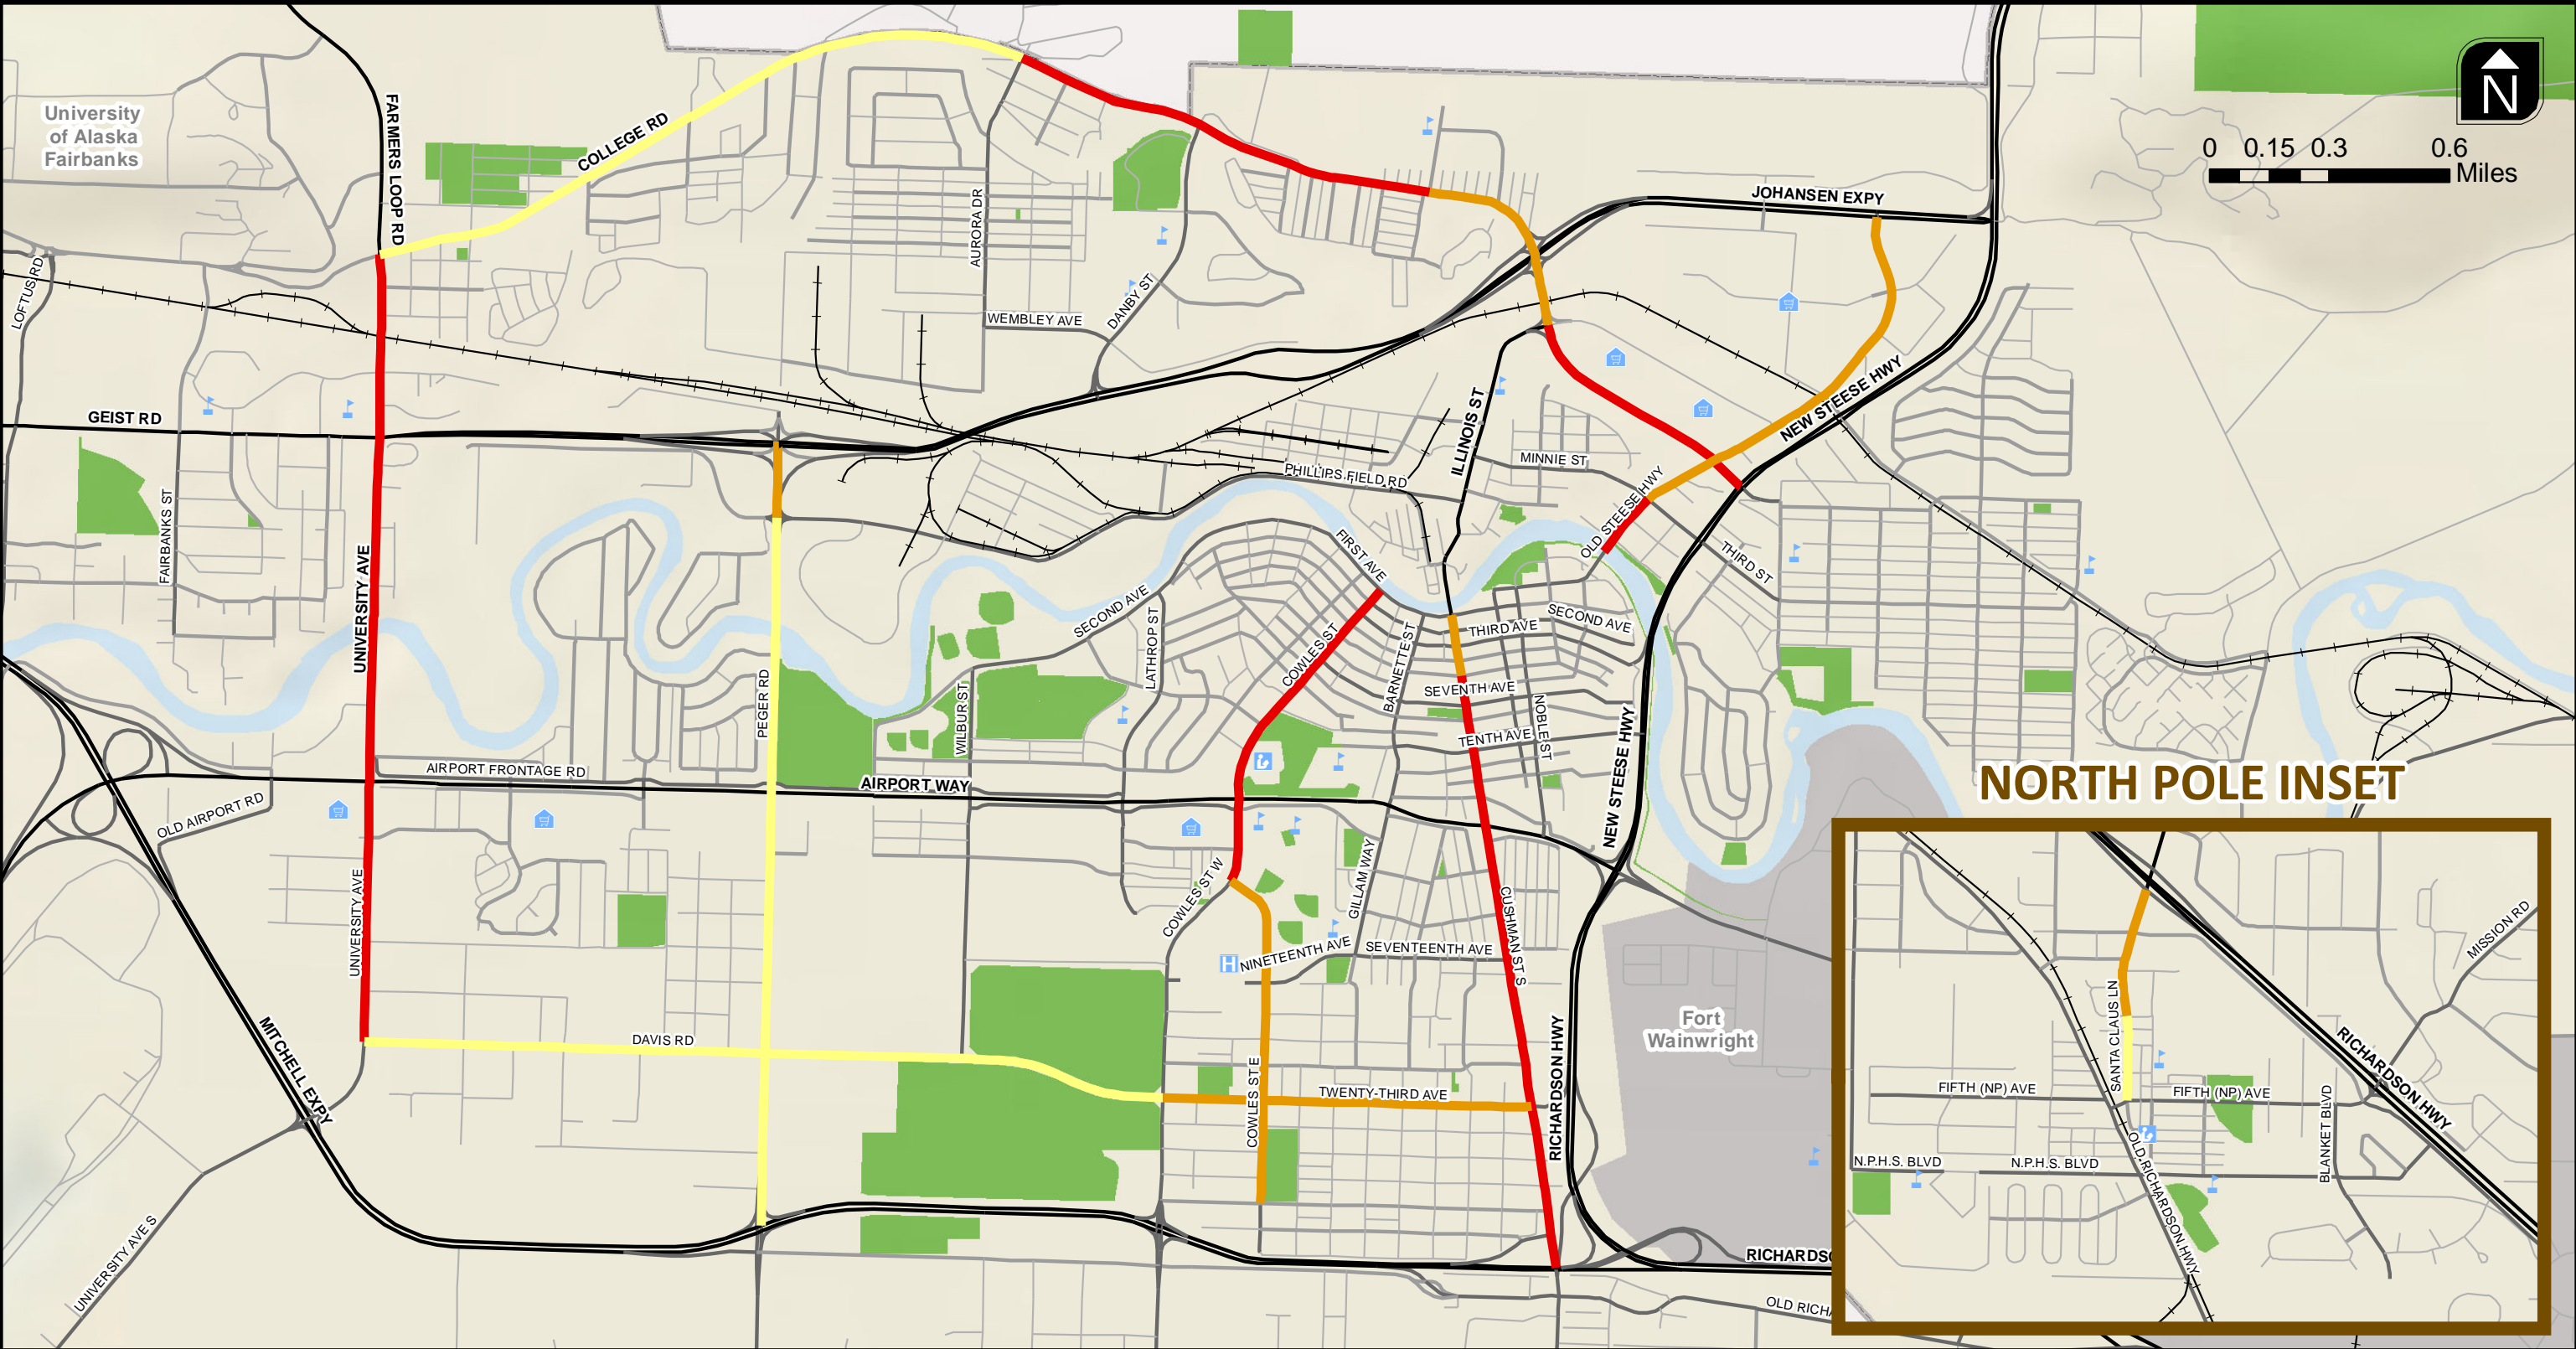 University
of Alaska
Fairbanks
FARMERS LOOP RD
COLLEGE RD
N
0 0.15 0.3 0.6
Miles
JOHANSEN EXPY
AURORA DR
LOFTUS RD
DANBY ST
WEMBLEY AVE
GEIST RD
NEW STEESE HWY
ILLINOIS ST
MINNIE ST
PHILLIPS FIELD RD
OLD STEESE HWY
FAIRBANKS ST
UNIVERSITY AVE
FIRST AVE
THIRD ST
SECOND AVE
LATHROP ST
SECOND AVE
THIRD AVE
COWLES ST
BARNETTE ST
PEGER RD
WILBUR ST
SEVENTH AVE
NOBLE ST
TENTH AVE
NEW STEESE HWY
AIRPORT FRONTAGE RD
AIRPORT WAY
OLD AIRPORT RD
NORTH POLE INSET
UNIVERSITY AVE
COWLES ST W
GILLAM WAY
CUSHMAN ST S
NINETEENTH AVE
SEVENTEENTH AVE
H
MISSION RD
SANTA CLAUS LN
Fort
Wainwright
MITCHELL EXPY
DAVIS RD
RICHARDSON HWY
RICHARDSON HWY
COWLES ST E
TWENTY-THIRD AVE
FIFTH (NP) AVE
FIFTH (NP) AVE
BLANKET BLVD
N.P.H.S. BLVD
N.P.H.S. BLVD
OLD RICHARDSON HWY
UNIVERSITY AVE S
RICHARDSO
OLD RICHA